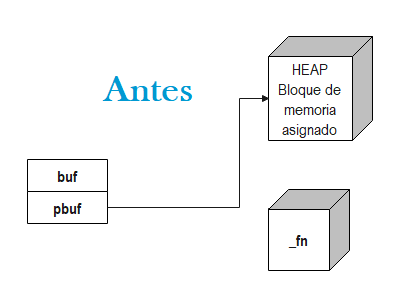 Antes
HEAP
Bloque de
memoria
asignado
buf
pbuf
_fn